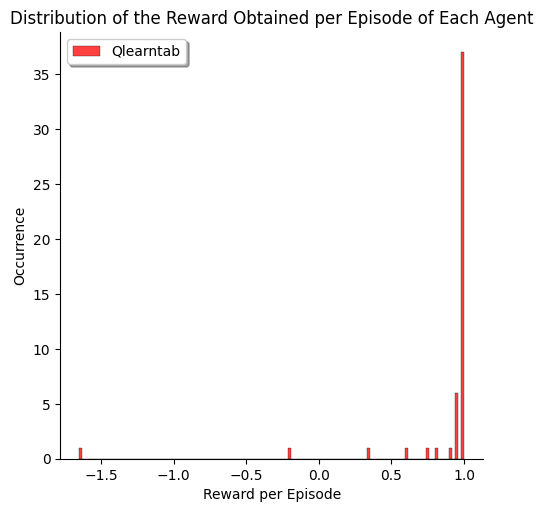 Distribution of the Reward Obtained per Episode of Each Agent
Qlearntab
35
30
25
20
15
10
5
0
Occurrence
−1.5 −1.0 −0.5 0.0 0.5 1.0
Reward per Episode